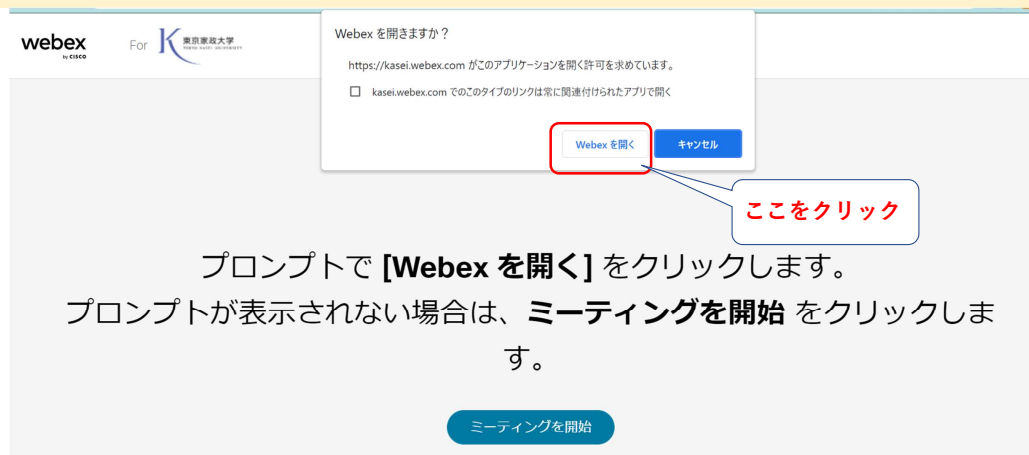 webex
by CISCO
For
東京家政大学
TOKYO KASEI UNIVERSITY
Webex を開きますか？
https://kasei.webex.com がこのアプリケーションを開く許可を求めています。
kasei.webex.com でのこのタイプのリンクは常に関連付けられたアプリで開く
Webex を開く
キャンセル
ここをクリック
プロンプトで [Webex を開く] をクリックします。
プロンプトが表示されない場合は、ミーティングを開始 をクリックしま
す。
ミーティングを開始